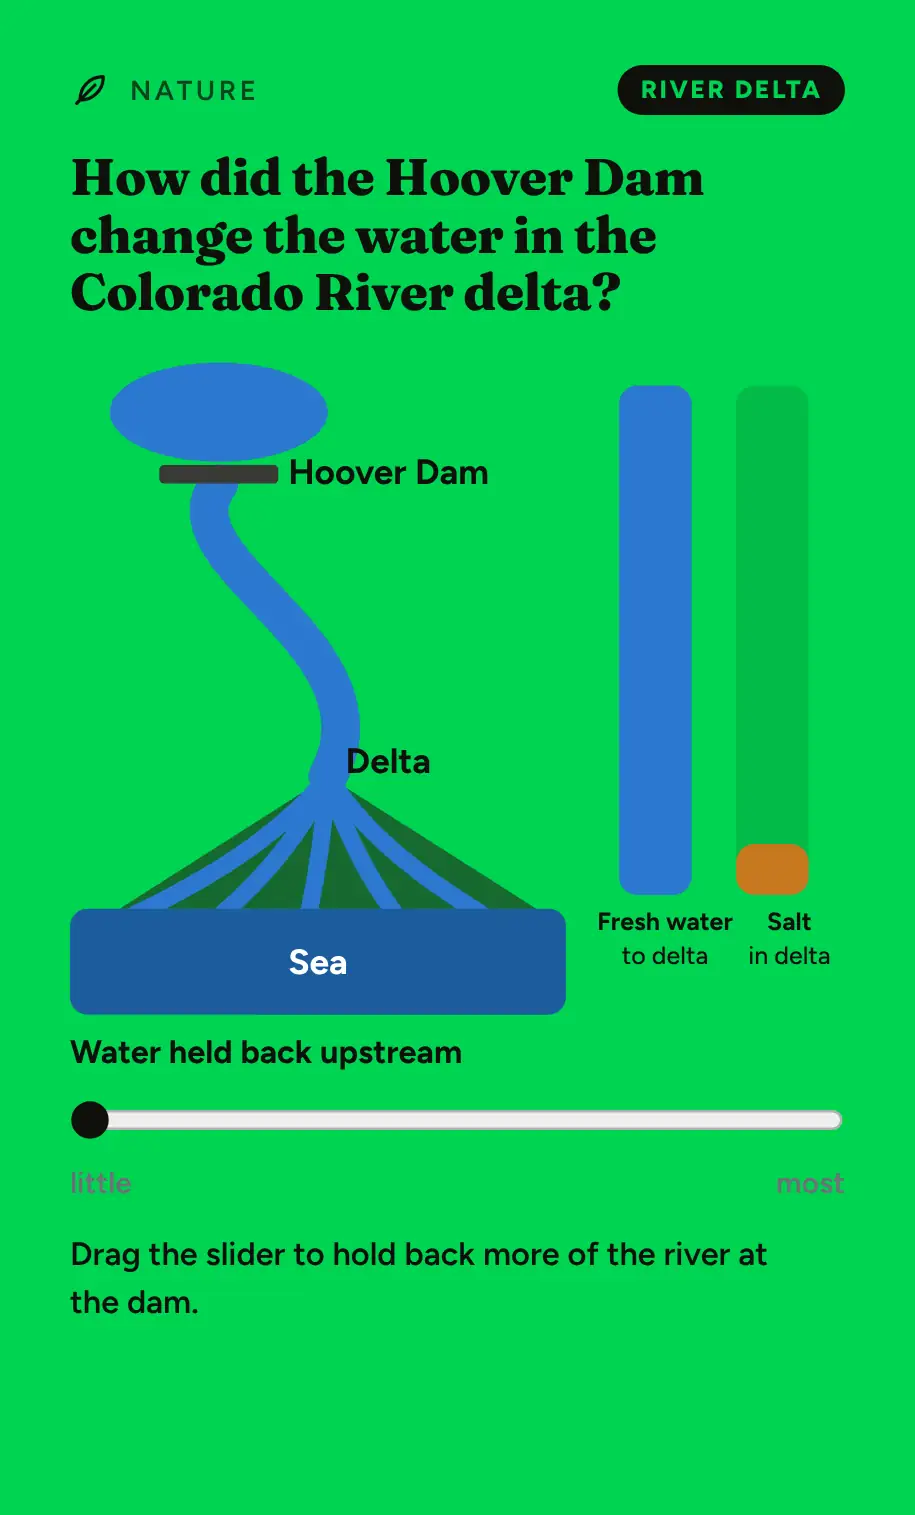 NATURE
RIVER DELTA
How did the Hoover Dam
change the water in the
Colorado River delta?
Hoover Dam
Delta
Sea
Fresh water
to delta
Salt
in delta
Water held back upstream
little
most
Drag the slider to hold back more of the river at
the dam.